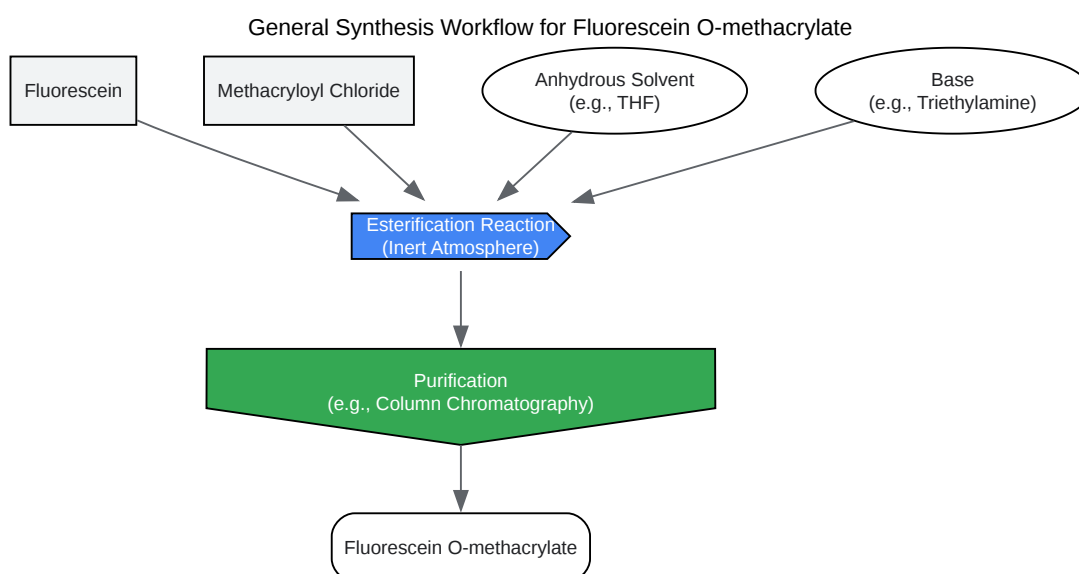 General Synthesis Workflow for Fluorescein O-methacrylate
Fluorescein
Methacryloyl Chloride
Anhydrous Solvent
(e.g., THF)
Base
(e.g., Triethylamine)
Esterification Reaction
(Inert Atmosphere)
Purification
(e.g., Column Chromatography)
Fluorescein O-methacrylate